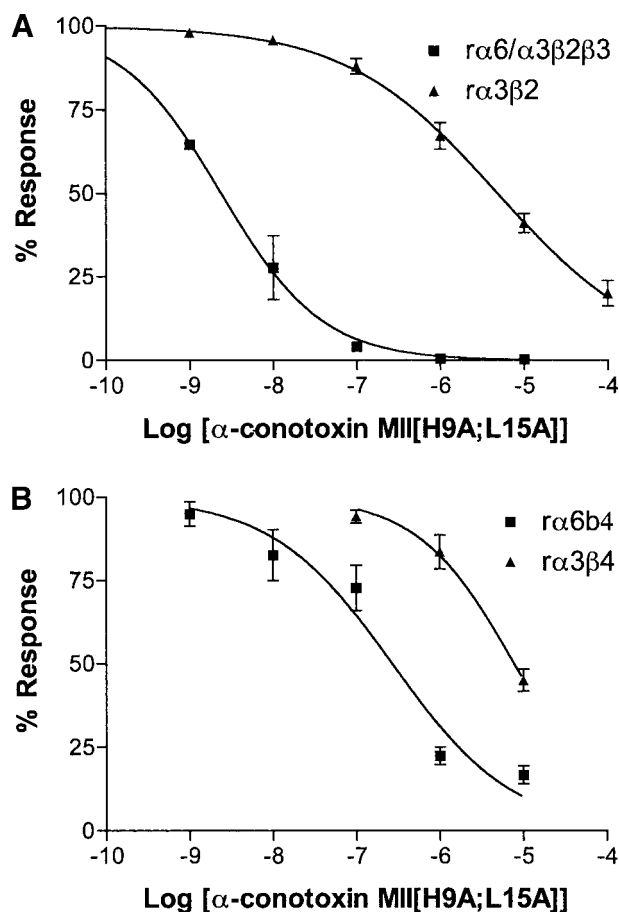 A
100
75
50
25
0
% Response
rα6/α3β2β3
rα3β2
-10 -9 -8 -7 -6 -5 -4
Log [α-conotoxin MII[H9A;L15A]]
B
100
75
50
25
0
% Response
rα6b4
rα3β4
-10 -9 -8 -7 -6 -5 -4
Log [α-conotoxin MII[H9A;L15A]]